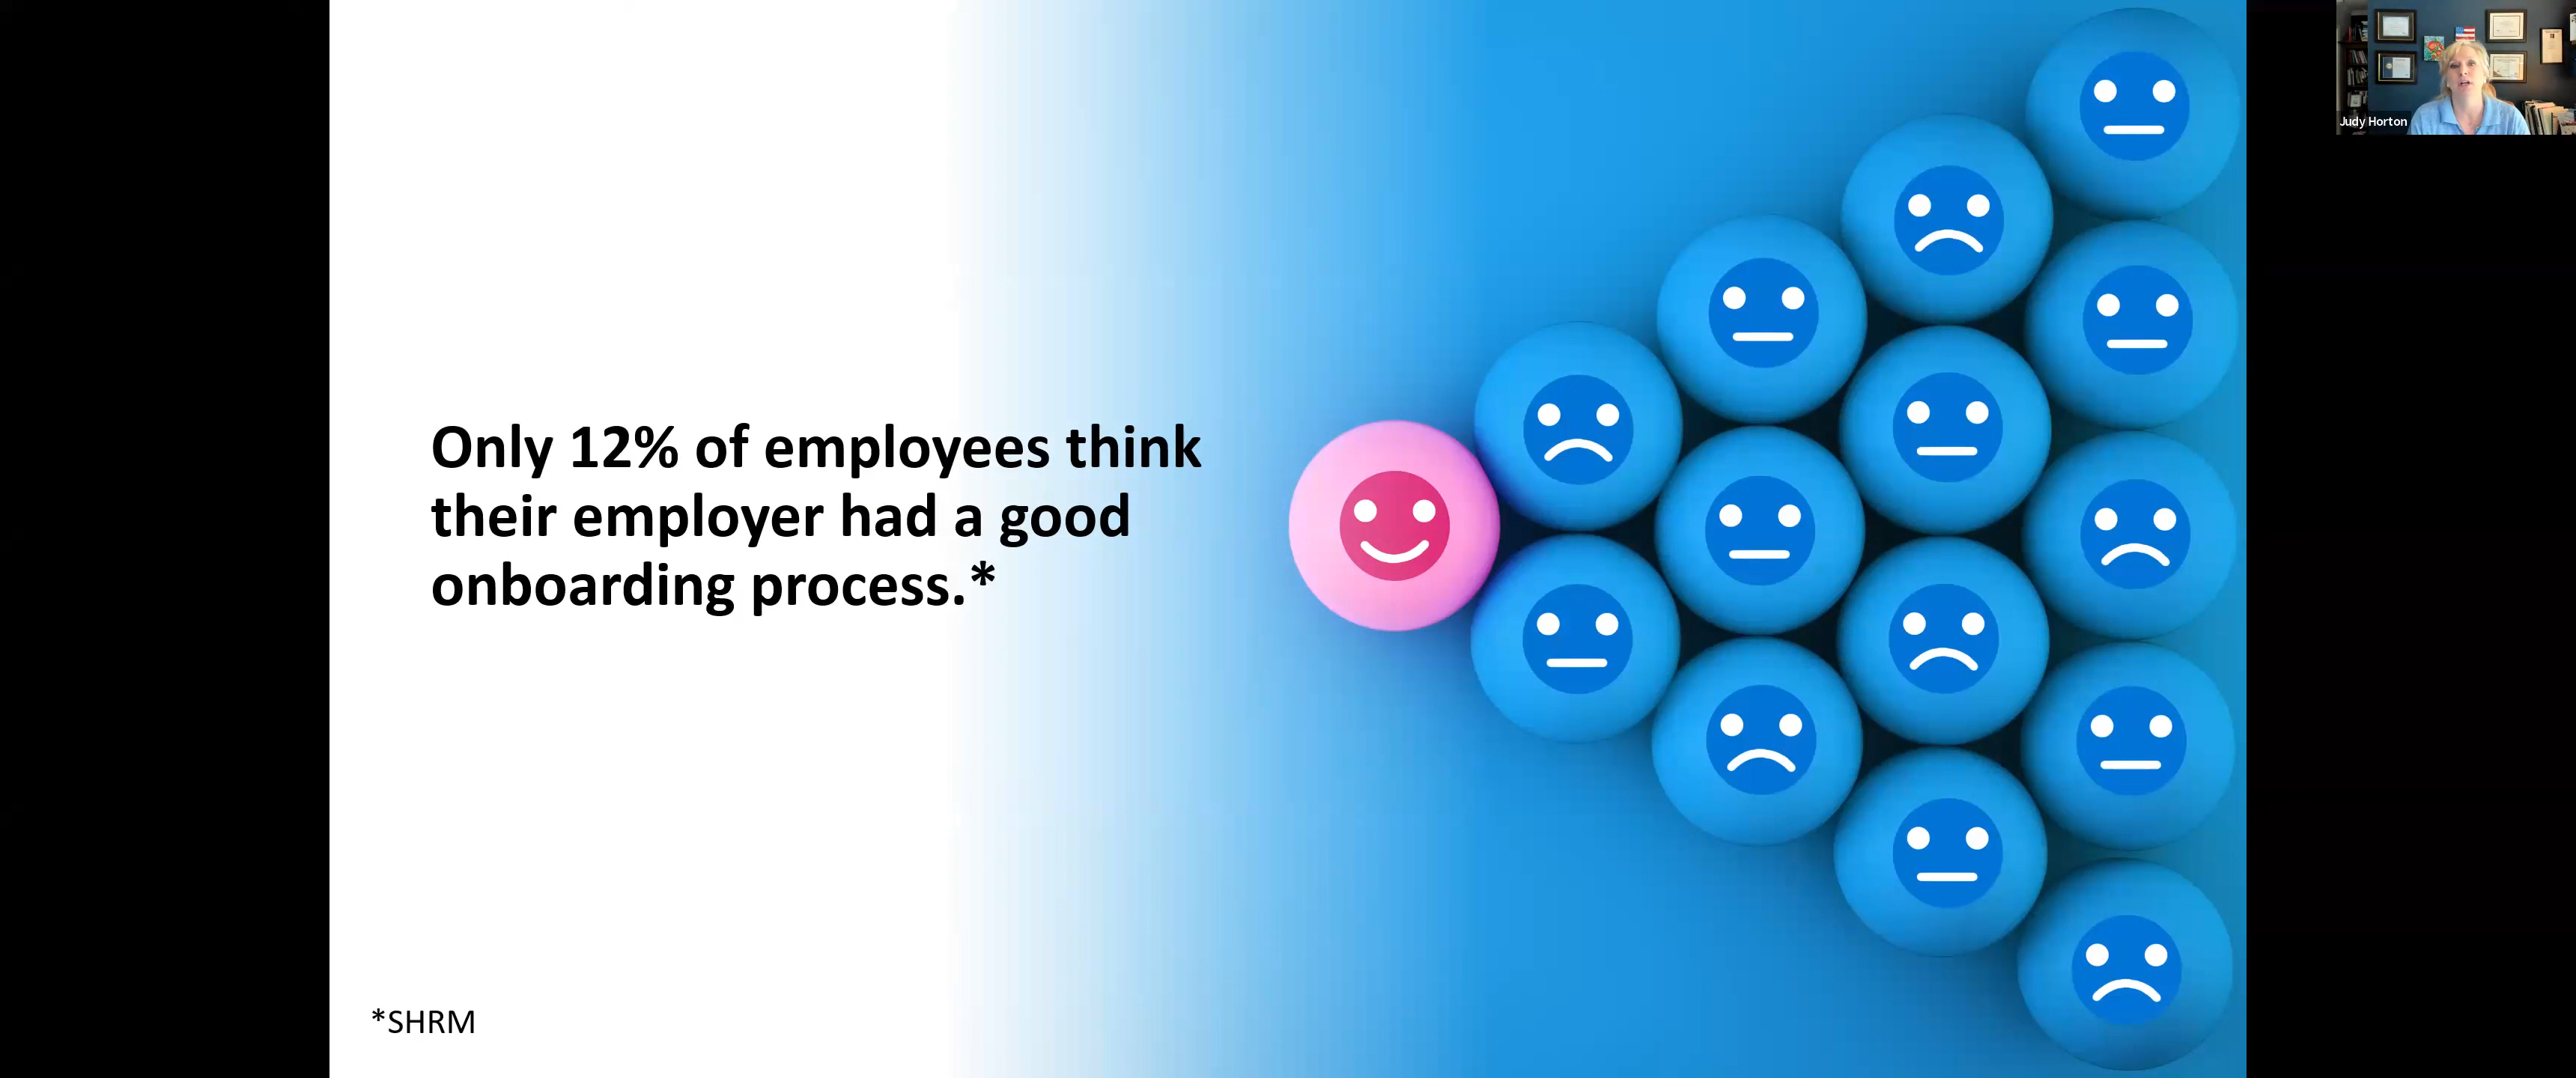 Only 12% of employees think
their employer had a good
onboarding process.*
*SHRM
Judy Horton